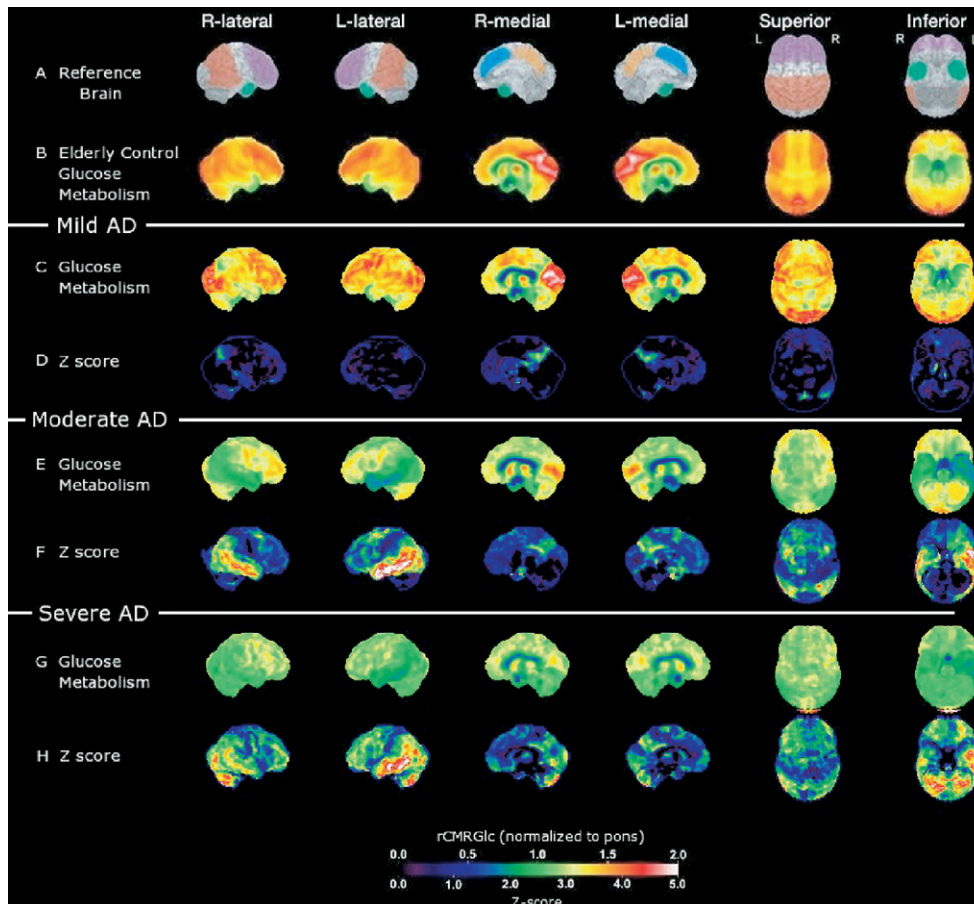 R-lateral L-lateral R-medial L-medial Superior Inferior
L R R
A Reference
Brain
B Elderly Control
Glucose
Metabolism
Mild AD
C Glucose
Metabolism
D Z score
Moderate AD
E Glucose
Metabolism
F Z score
Severe AD
G Glucose
Metabolism
H Z score
rCMRGlc (normalized to pons)
0.0 0.5 1.0 1.5 2.0
0.0 1.0 2.0 3.0 4.0 5.0
Z-score